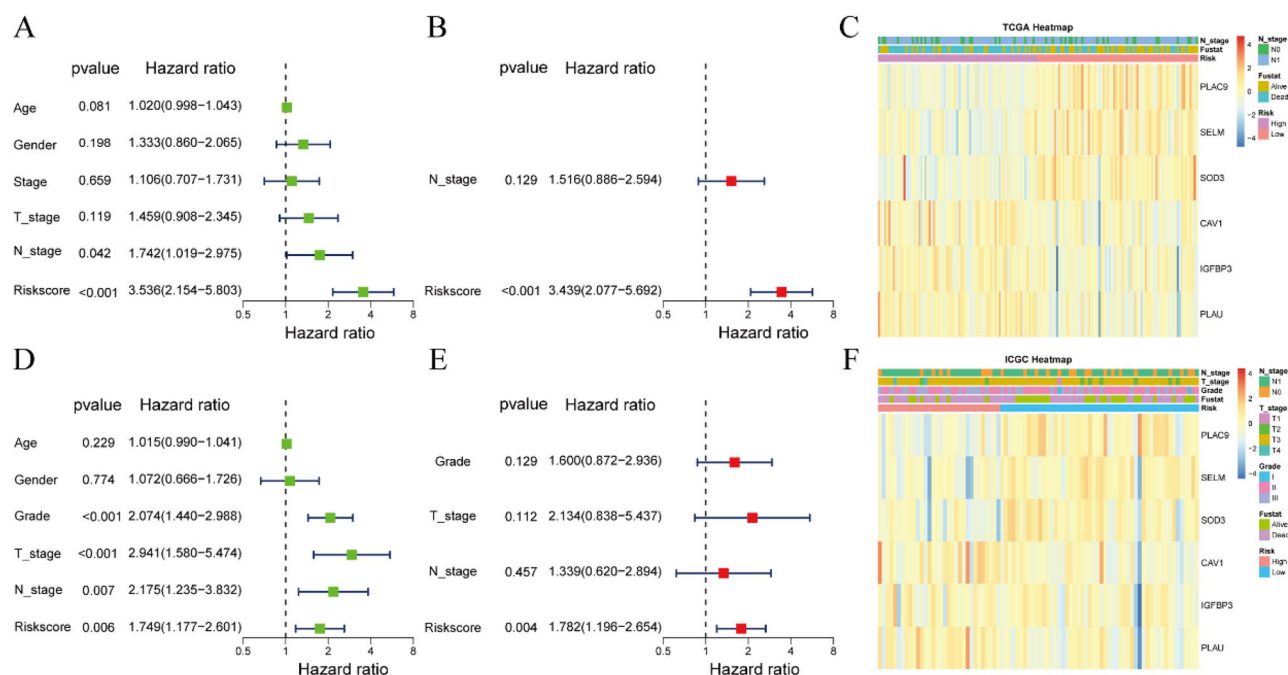 A
pvalue Hazard ratio
Age 0.081 1.020(0.998−1.043)
Gender 0.198 1.333(0.860−2.065)
Stage 0.659 1.106(0.707−1.731)
T_stage 0.119 1.459(0.908−2.345)
N_stage 0.042 1.742(1.019−2.975)
Riskscore <0.001 3.536(2.154−5.803)
0.5 1 2 4 8
Hazard ratio
B
pvalue Hazard ratio
N_stage 0.129 1.516(0.886−2.594)
Riskscore <0.001 3.439(2.077−5.692)
0.5 1 2 4 8
Hazard ratio
C
TCGA Heatmap
N_stage
Fustat
Risk
PLAC9
SELM
SOD3
CAV1
IGFBP3
PLAU
4
2
0
−2
−4
N_stage
N0
N1
Fustat
Alive
Dead
Risk
High
Low
D
pvalue Hazard ratio
Age 0.229 1.015(0.990−1.041)
Gender 0.774 1.072(0.666−1.726)
Grade <0.001 2.074(1.440−2.988)
T_stage <0.001 2.941(1.580−5.474)
N_stage 0.007 2.175(1.235−3.832)
Riskscore 0.006 1.749(1.177−2.601)
0.5 1 2 4 8
Hazard ratio
E
pvalue Hazard ratio
Grade 0.129 1.600(0.872−2.936)
T_stage 0.112 2.134(0.838−5.437)
N_stage 0.457 1.339(0.620−2.894)
Riskscore 0.004 1.782(1.196−2.654)
0.5 1 2 4 8
Hazard ratio
F
ICGC Heatmap
N_stage
T_stage
Grade
Fustat
Risk
PLAC9
SELM
SOD3
CAV1
IGFBP3
PLAU
4
2
0
−2
−4
N_stage
N1
N0
T_stage
T1
T2
T3
T4
Grade
I
II
III
Fustat
Alive
Dead
Risk
High
Low